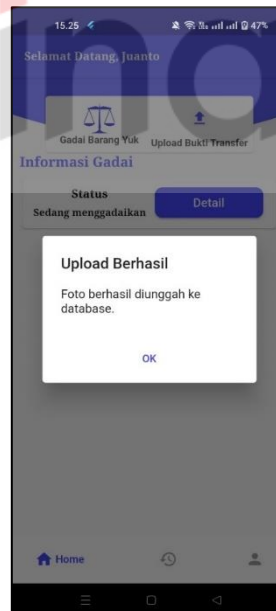 15.25
47%
Selamat Datang, Juanto
Gadai Barang Yuk
Upload Bukti Transfer
Informasi Gadai
Status
Sedang menggadaikan
Detail
Upload Berhasil
Foto berhasil diunggah ke
database.
OK
Home